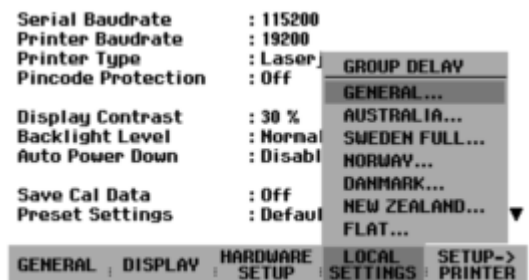 Serial Baudrate : 115200
Printer Baudrate : 19200
Printer Type : Laserj
Pincode Protection : Off
Display Contrast : 30 %
Backlight Level : Normal
Auto Power Down : Disabl
Save Cal Data : Off
Preset Settings : Defaul
GROUP DELAY
GENERAL...
AUSTRALIA...
SWEDEN FULL...
NORWAY...
DANMARK...
NEW ZEALAND...
FLAT...
GENERAL DISPLAY HARDWARE SETUP LOCAL SETTINGS SETUP-> PRINTER